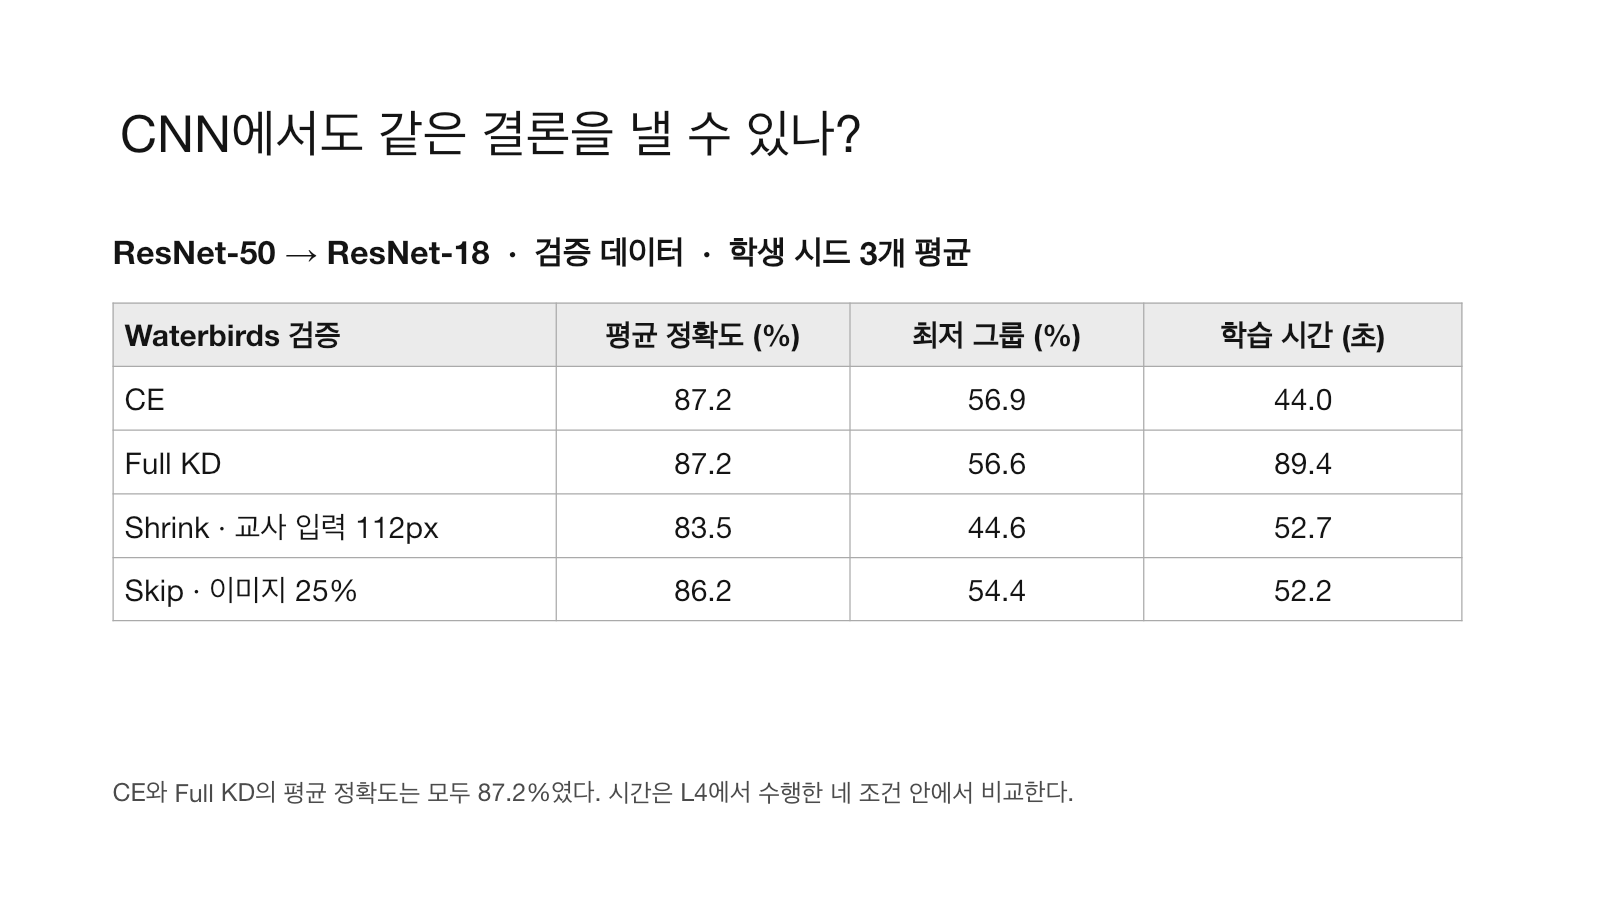 CNN에서도 같은 결론을 낼 수 있나?
ResNet-50 → ResNet-18 · 검증 데이터 · 학생 시드 3개 평균
Waterbirds 검증 평균 정확도 (%) 최저 그룹 (%) 학습 시간 (초)
CE 87.2 56.9 44.0
Full KD 87.2 56.6 89.4
Shrink · 교사 입력 112px 83.5 44.6 52.7
Skip · 이미지 25% 86.2 54.4 52.2
CE와 Full KD의 평균 정확도는 모두 87.2%였다. 시간은 L4에서 수행한 네 조건 안에서 비교한다.